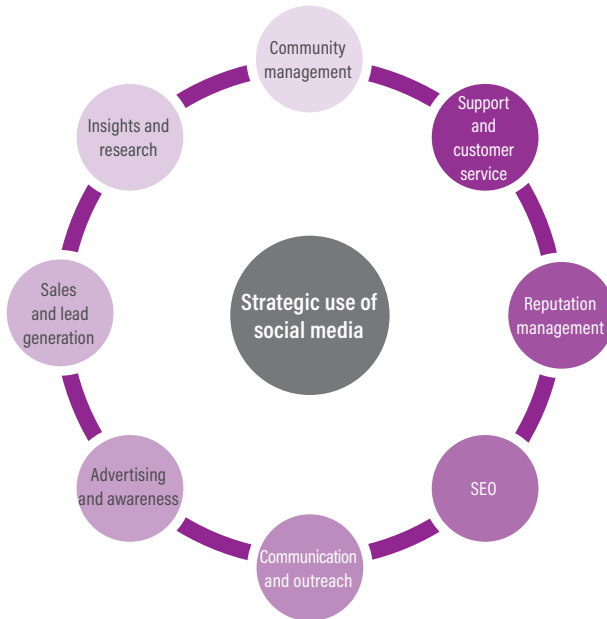 Community
management
Support
and
customer
service
Reputation
management
SEO
Communication
and outreach
Advertising
and awareness
Sales
and lead
generation
Insights and
research
Strategic use of
social media